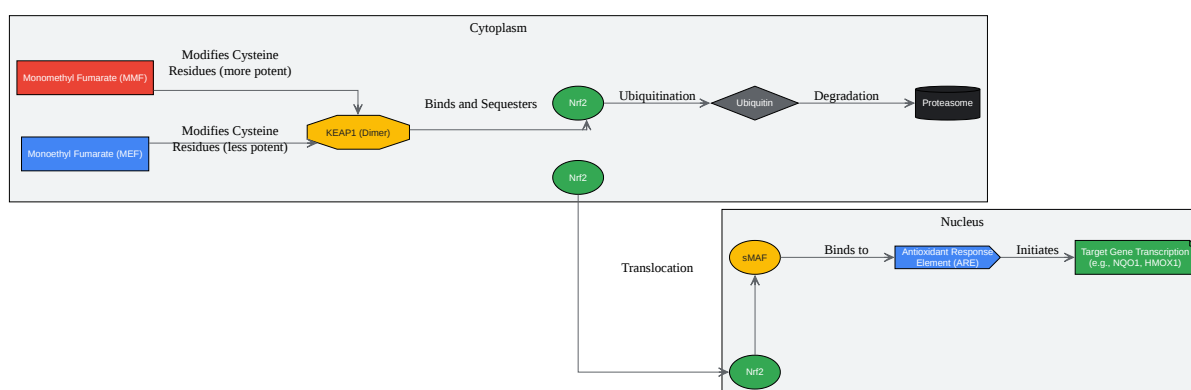 Cytoplasm
Modifies Cysteine
Residues (more potent)
Monomethyl Fumarate (MMF)
Binds and Sequesters
Nrf2
Ubiquitination
Ubiquitin
Degradation
Proteasome
Modifies Cysteine
Residues (less potent)
Monoethyl Fumarate (MEF)
KEAP1 (Dimer)
Nrf2
Nucleus
Translocation
sMAF
Binds to
Antioxidant Response
Element (ARE)
Initiates
Target Gene Transcription
(e.g., NQO1, HMOX1)
Nrf2